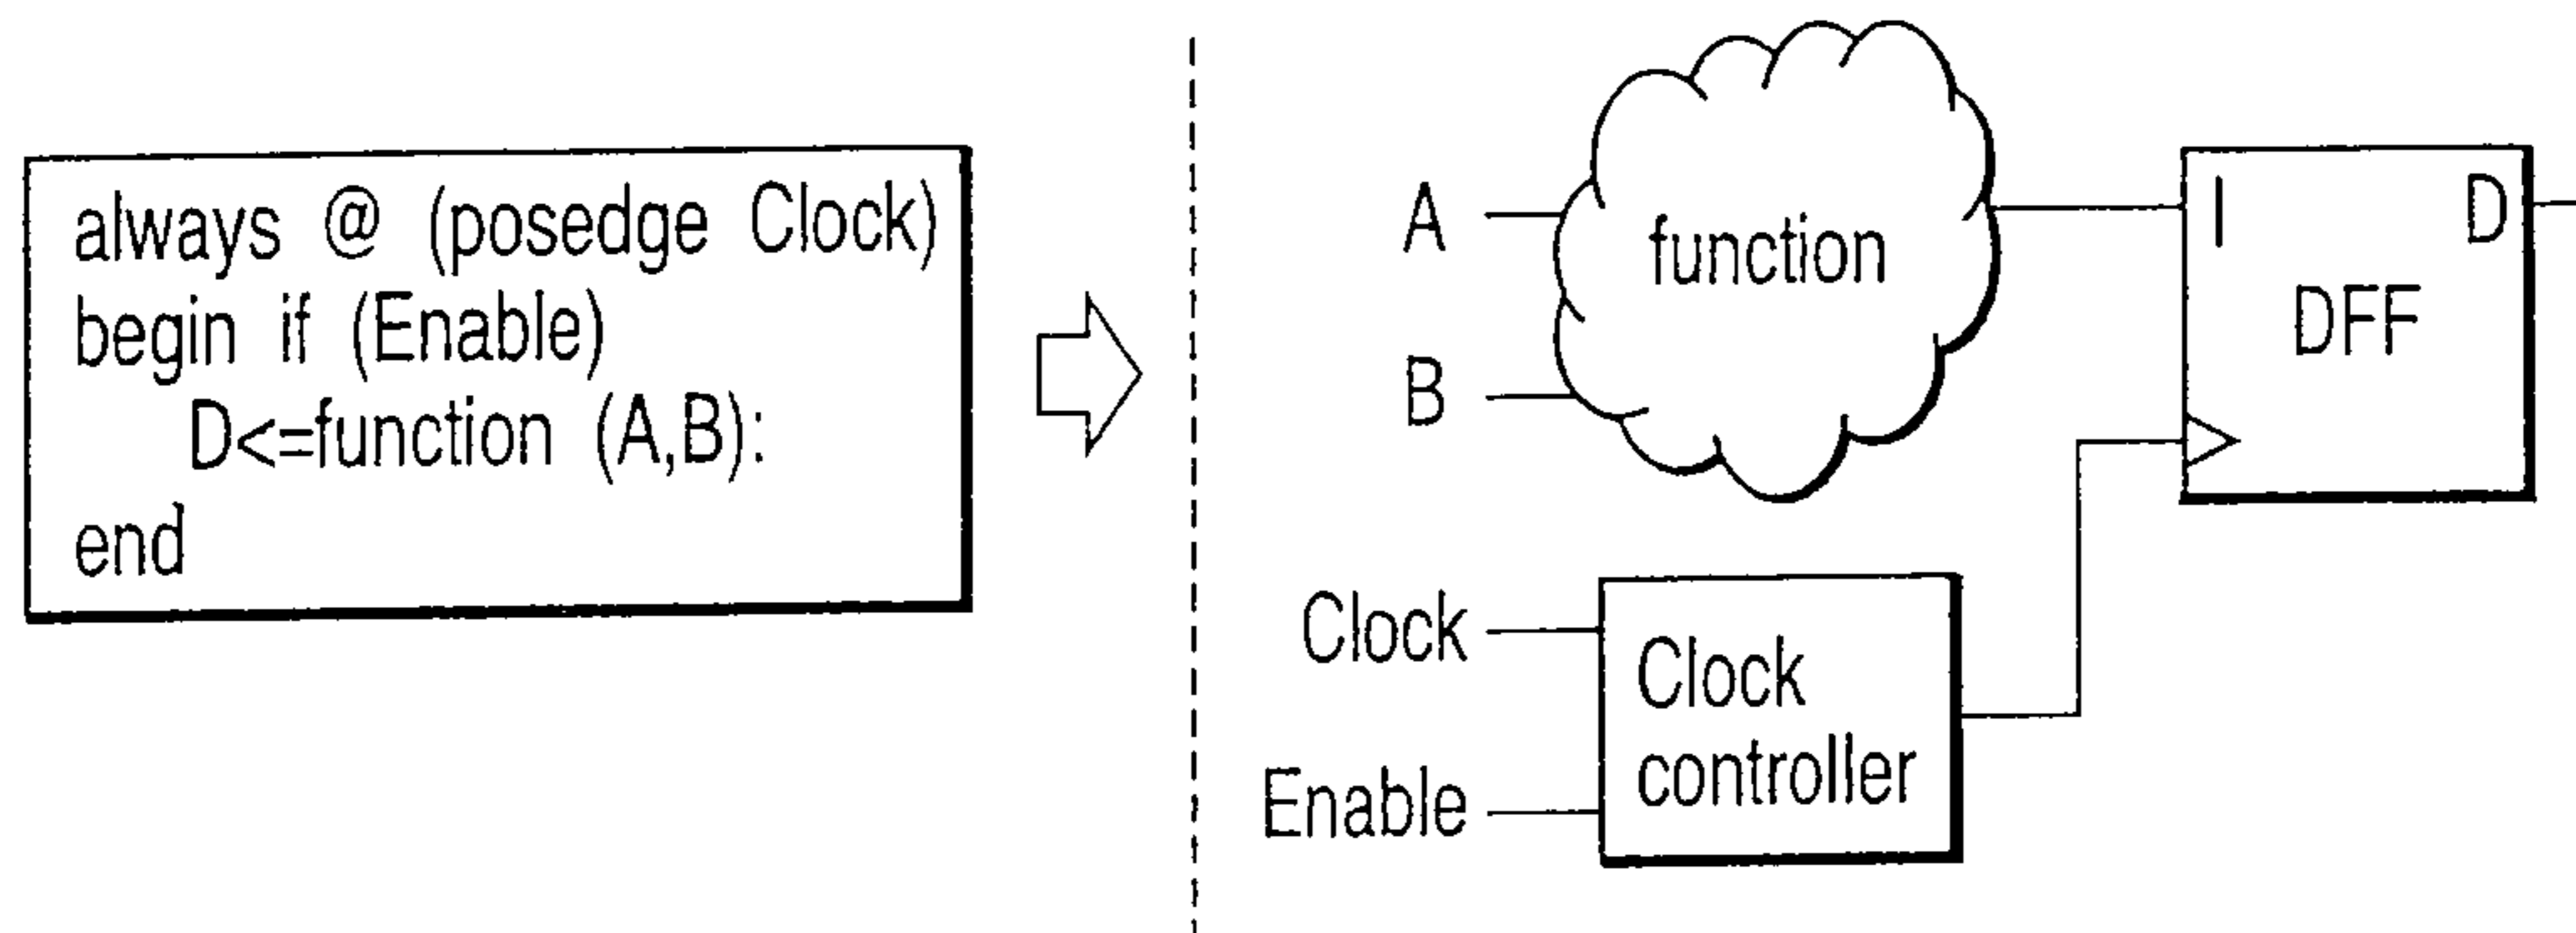 always @ (posedge Clock)
begin if (Enable)
D<=function (A,B):
end
A
B
function
I
D
DFF
Clock
Enable
Clock
controller